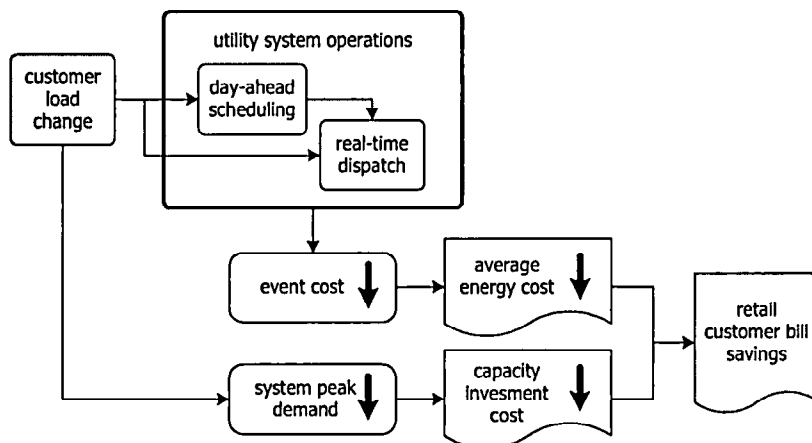 utility system operations
customer
load
change
day-ahead
scheduling
real-time
dispatch
event cost
average
energy cost
retail
customer bill
savings
system peak
demand
capacity
invesment
cost